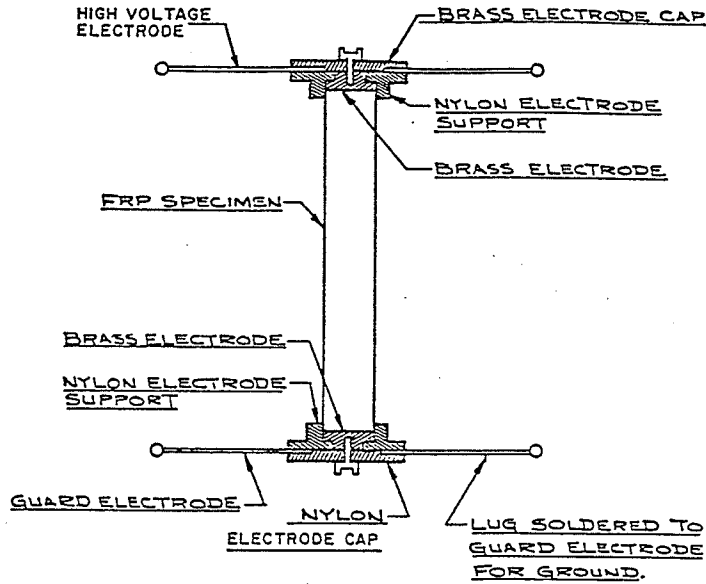 HIGH VOLTAGE
ELECTRODE
BRASS ELECTRODE CAP
NYLON ELECTRODE
SUPPORT
BRASS ELECTRODE
FRP SPECIMEN
BRASS ELECTRODE
NYLON ELECTRODE
SUPPORT
GUARD ELECTRODE
NYLON
ELECTRODE CAP
LUG SOLDERED TO
GUARD ELECTRODE
FOR GROUND.